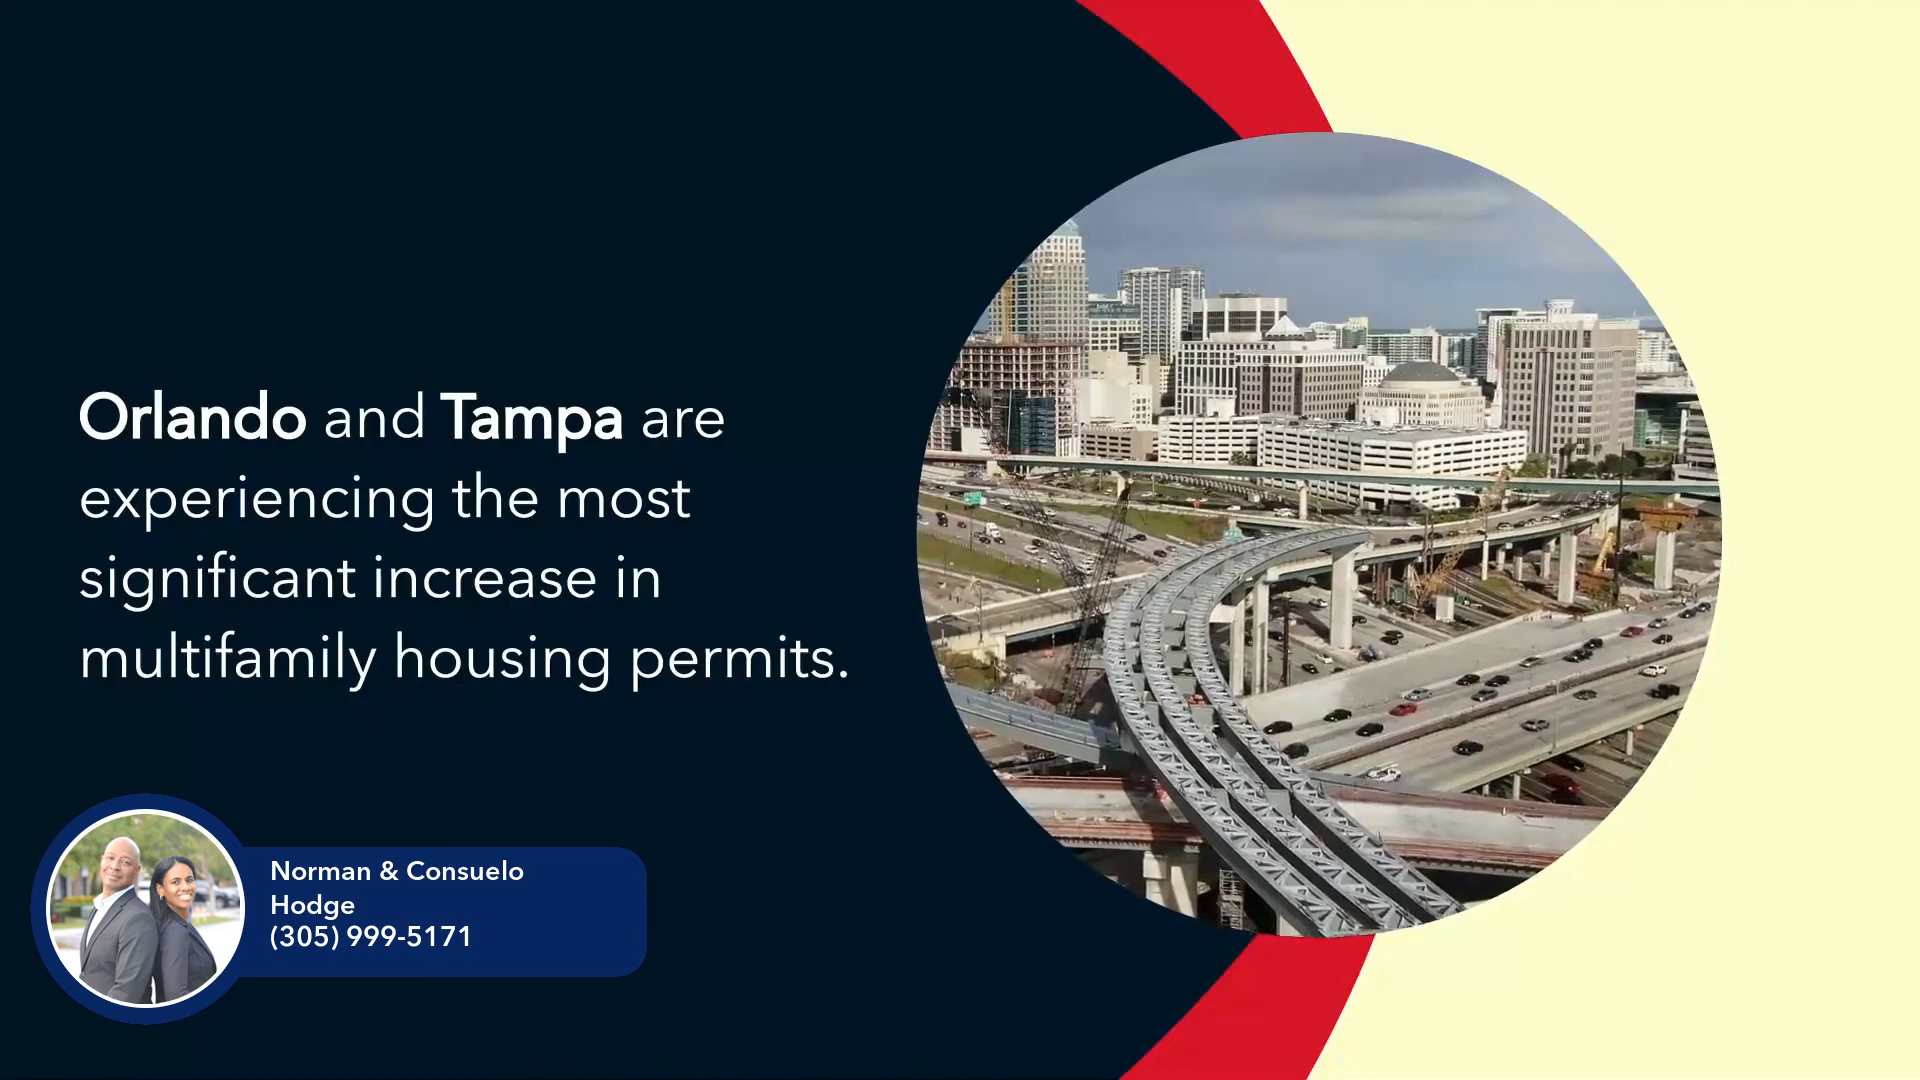 Orlando and Tampa are
experiencing the most
significant increase in
multifamily housing permits.
Norman & Consuelo
Hodge
(305) 999-5171